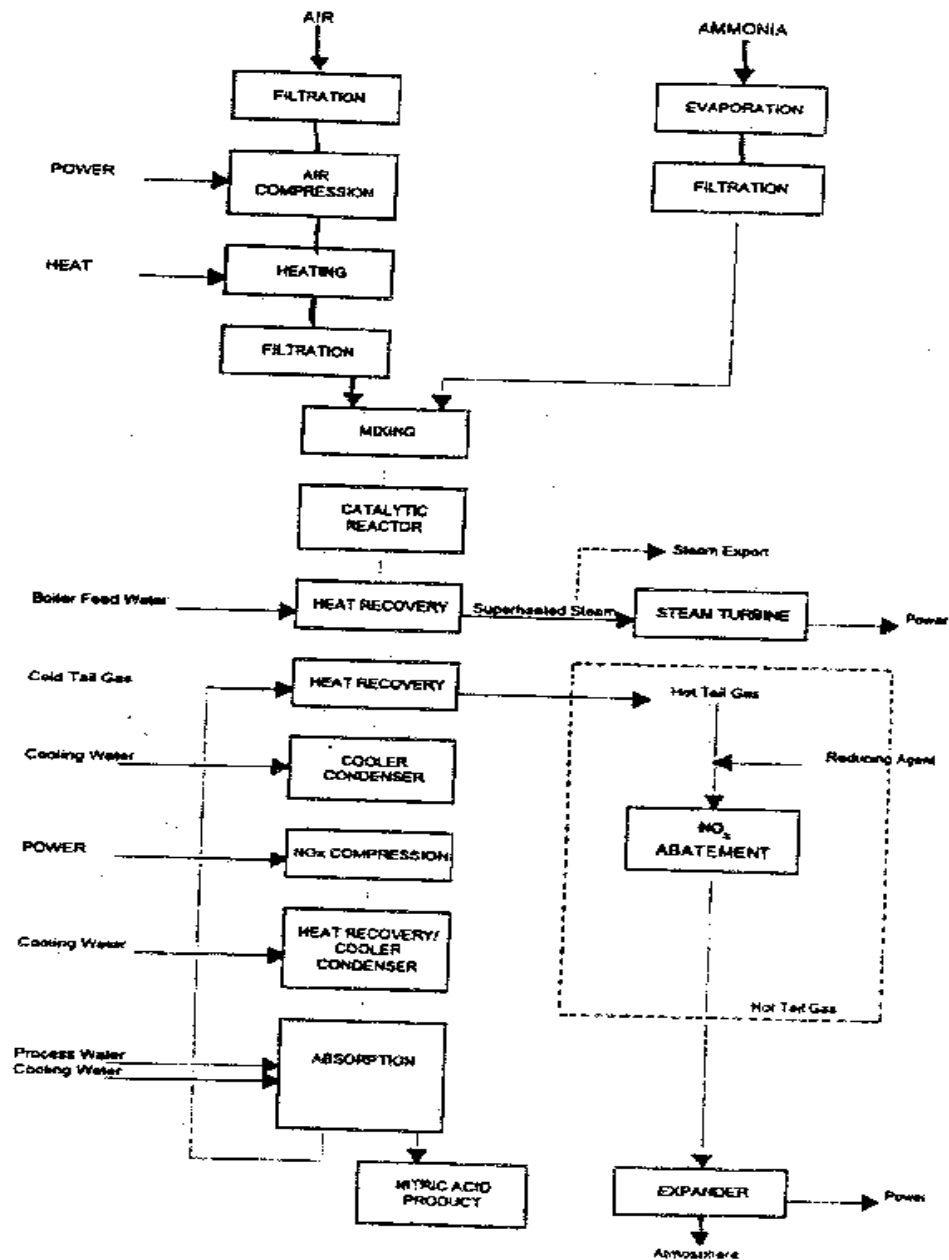 AIR
AMMONIA
FILTRATION
EVAPORATION
POWER
AIR
COMPRESSION
FILTRATION
HEAT
HEATING
FILTRATION
MIXING
CATALYTIC
REACTOR
Steam Export
Boiler Feed Water
HEAT RECOVERY
Superheated Steam
STEAM TURBINE
Power
Cold Tail Gas
HEAT RECOVERY
Hot Tail Gas
Cooling Water
COOLER
CONDENSER
Reducing Agent
NOx
ABATEMENT
POWER
NOx COMPRESSION
Cooling Water
HEAT RECOVERY/
COOLER
CONDENSER
Hot Tail Gas
Process Water
Cooling Water
ABSORPTION
NITRIC ACID
PRODUCT
EXPANDER
Power
Atmosphere